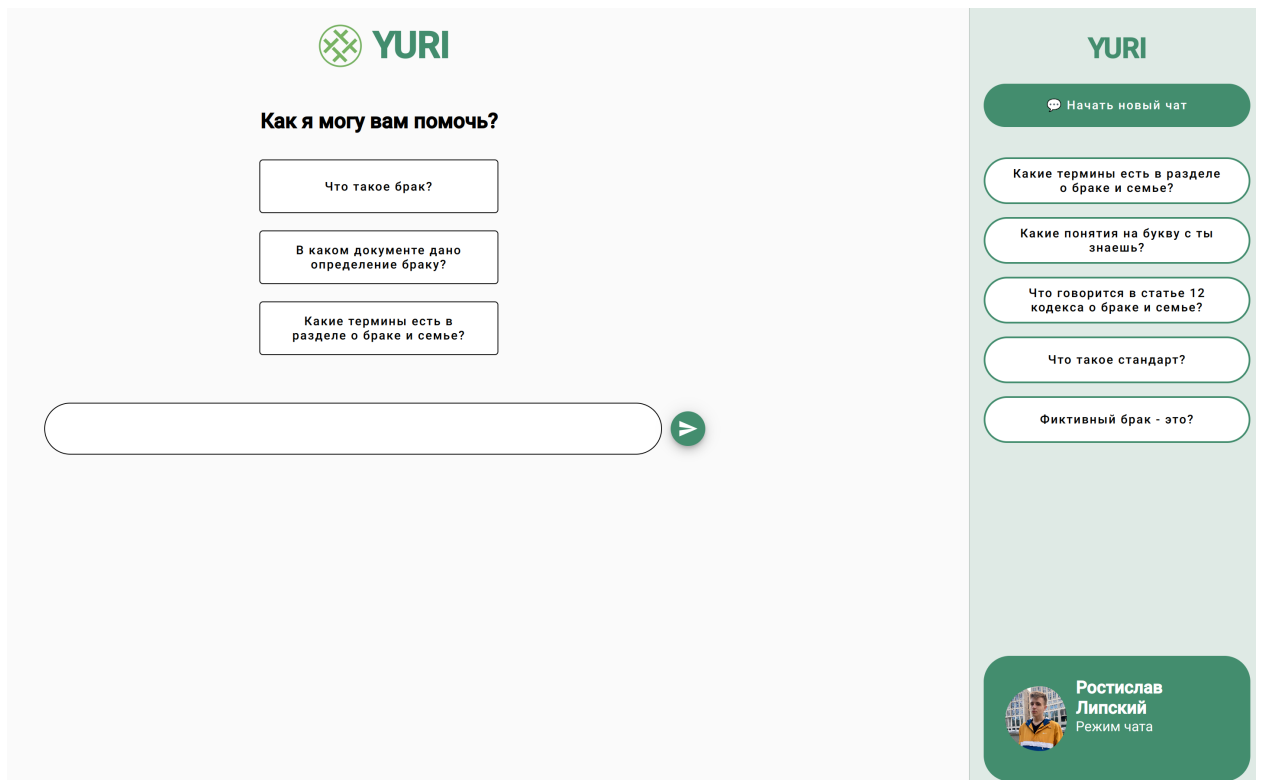 YURI
Как я могу вам помочь?
Что такое брак?
В каком документе дано
определение браку?
Какие термины есть в
разделе о браке и семье?
YURI
💬 Начать новый чат
Какие термины есть в разделе
о браке и семье?
Какие понятия на букву с ты
знаешь?
Что говорится в статье 12
кодекса о браке и семье?
Что такое стандарт?
Фиктивный брак - это?
Ростислав
Липский
Режим чата